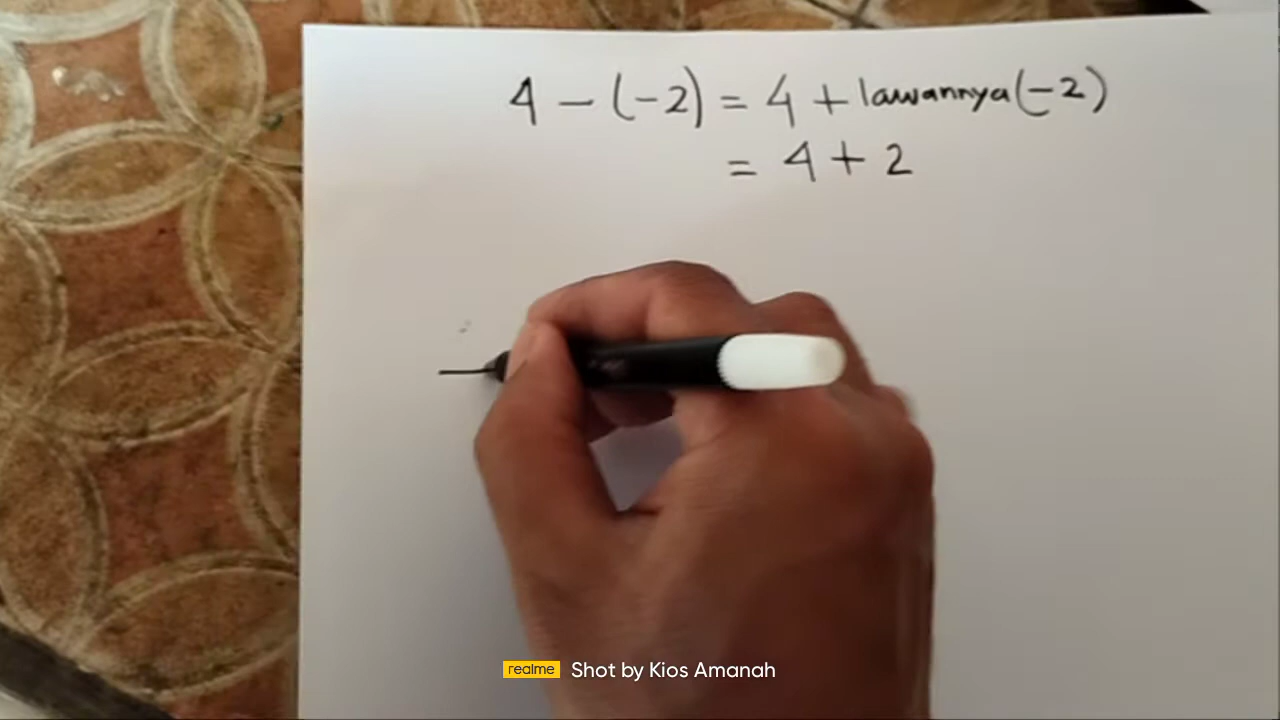 4 - (-2) = 4 + lawannya (-2)
= 4 + 2
realme Shot by Kios Amanah